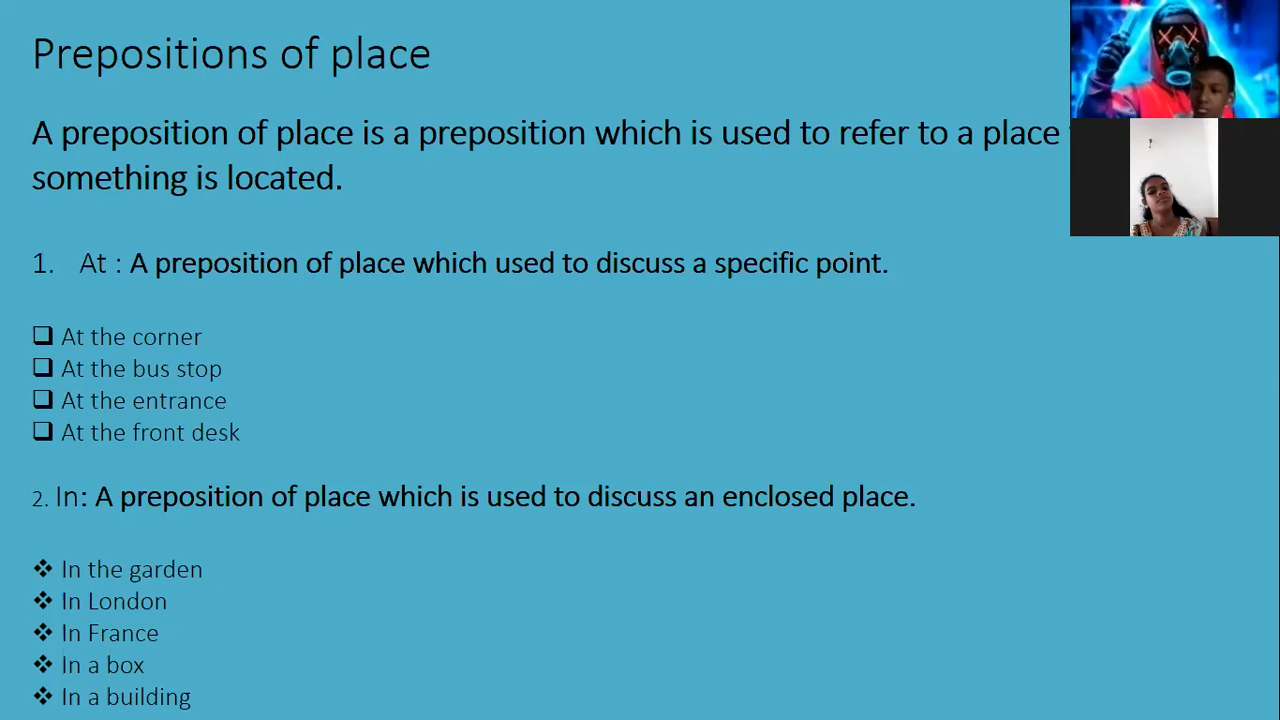 Prepositions of place
A preposition of place is a preposition which is used to refer to a place
something is located.
1. At : A preposition of place which used to discuss a specific point.
❑ At the corner
❑ At the bus stop
❑ At the entrance
❑ At the front desk
2. In: A preposition of place which is used to discuss an enclosed place.
❖ In the garden
❖ In London
❖ In France
❖ In a box
❖ In a building